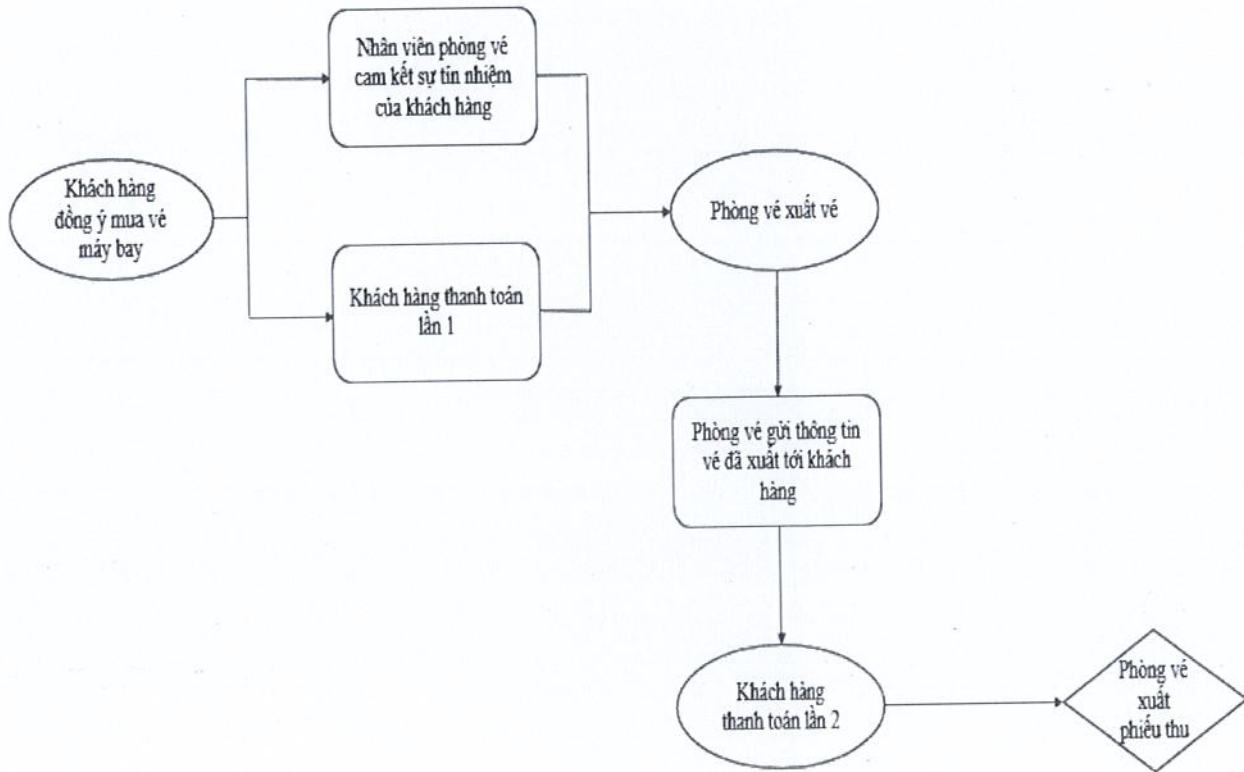 Nhân viên phòng vé
cam kết sự tín nhiệm
của khách hàng
Khách hàng
đồng ý mua vé
máy bay
Phòng vé xuất vé
Khách hàng thanh toán
lần 1
Phòng vé gửi thông tin
vé đã xuất tới khách
hàng
Khách hàng
thanh toán lần 2
Phòng vé
xuất
phiếu thu